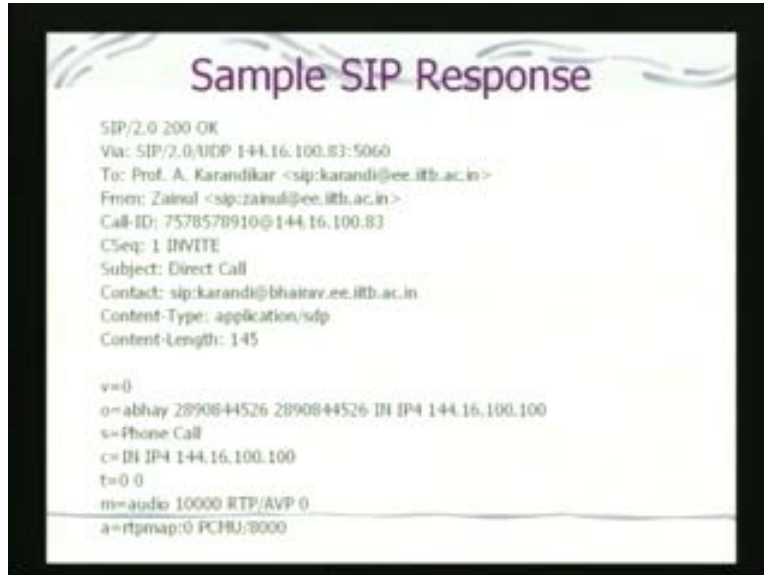 Sample SIP Response
SIP/2.0 200 OK
Via: SIP/2.0/UDP 144.16.100.83:5060
To: Prof. A. Karandikar <sip:karandi@ee.iitb.ac.in>
From: Zainul <sip:zainul@ee.iitb.ac.in>
Call-ID: 7578578910@144.16.100.83
CSeq: 1 INVITE
Subject: Direct Call
Contact: sip:karandi@bhairav.ee.iitb.ac.in
Content-Type: application/sdp
Content-Length: 145
v=0
o=abhay 2890844526 2890844526 IN IP4 144.16.100.100
s=Phone Call
c=IN IP4 144.16.100.100
t=0 0
m=audio 10000 RTP/AVP 0
a=rtpmap:0 PCMU/8000